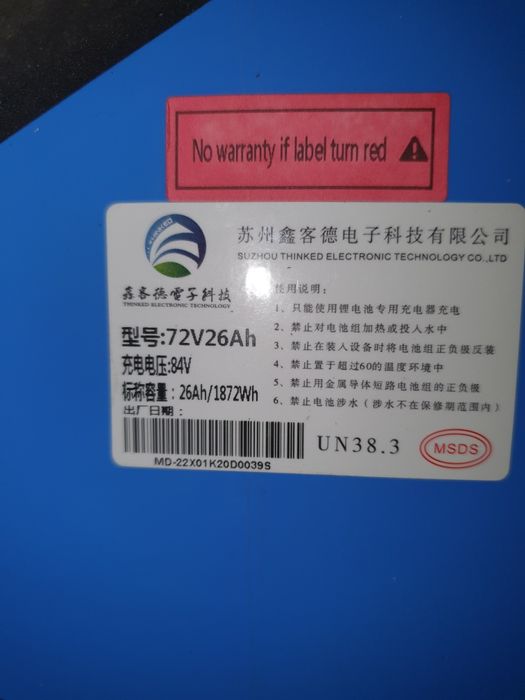 No warranty if label turn red
THINKED
鑫客德電子科技
THINKED ELECTRONIC TECHNOLOGY
苏州鑫客德电子科技有限公司
SUZHOU THINKED ELECTRONIC TECHNOLOGY CO.,LTD
型号:72V26Ah
充电电压:84V
标称容量：26Ah/1872Wh
出厂日期：
MD-22X01K20D0039S
使用说明：
1、只能使用锂电池专用充电器充电
2、禁止对电池组加热或投入水中
3、禁止在装入设备时将电池组正负极反装
4、禁止置于超过60的温度环境中
5、禁止用金属导体短路电池组的正负极
6、禁止电池涉水（涉水不在保修期范围内）
UN38.3
MSDS